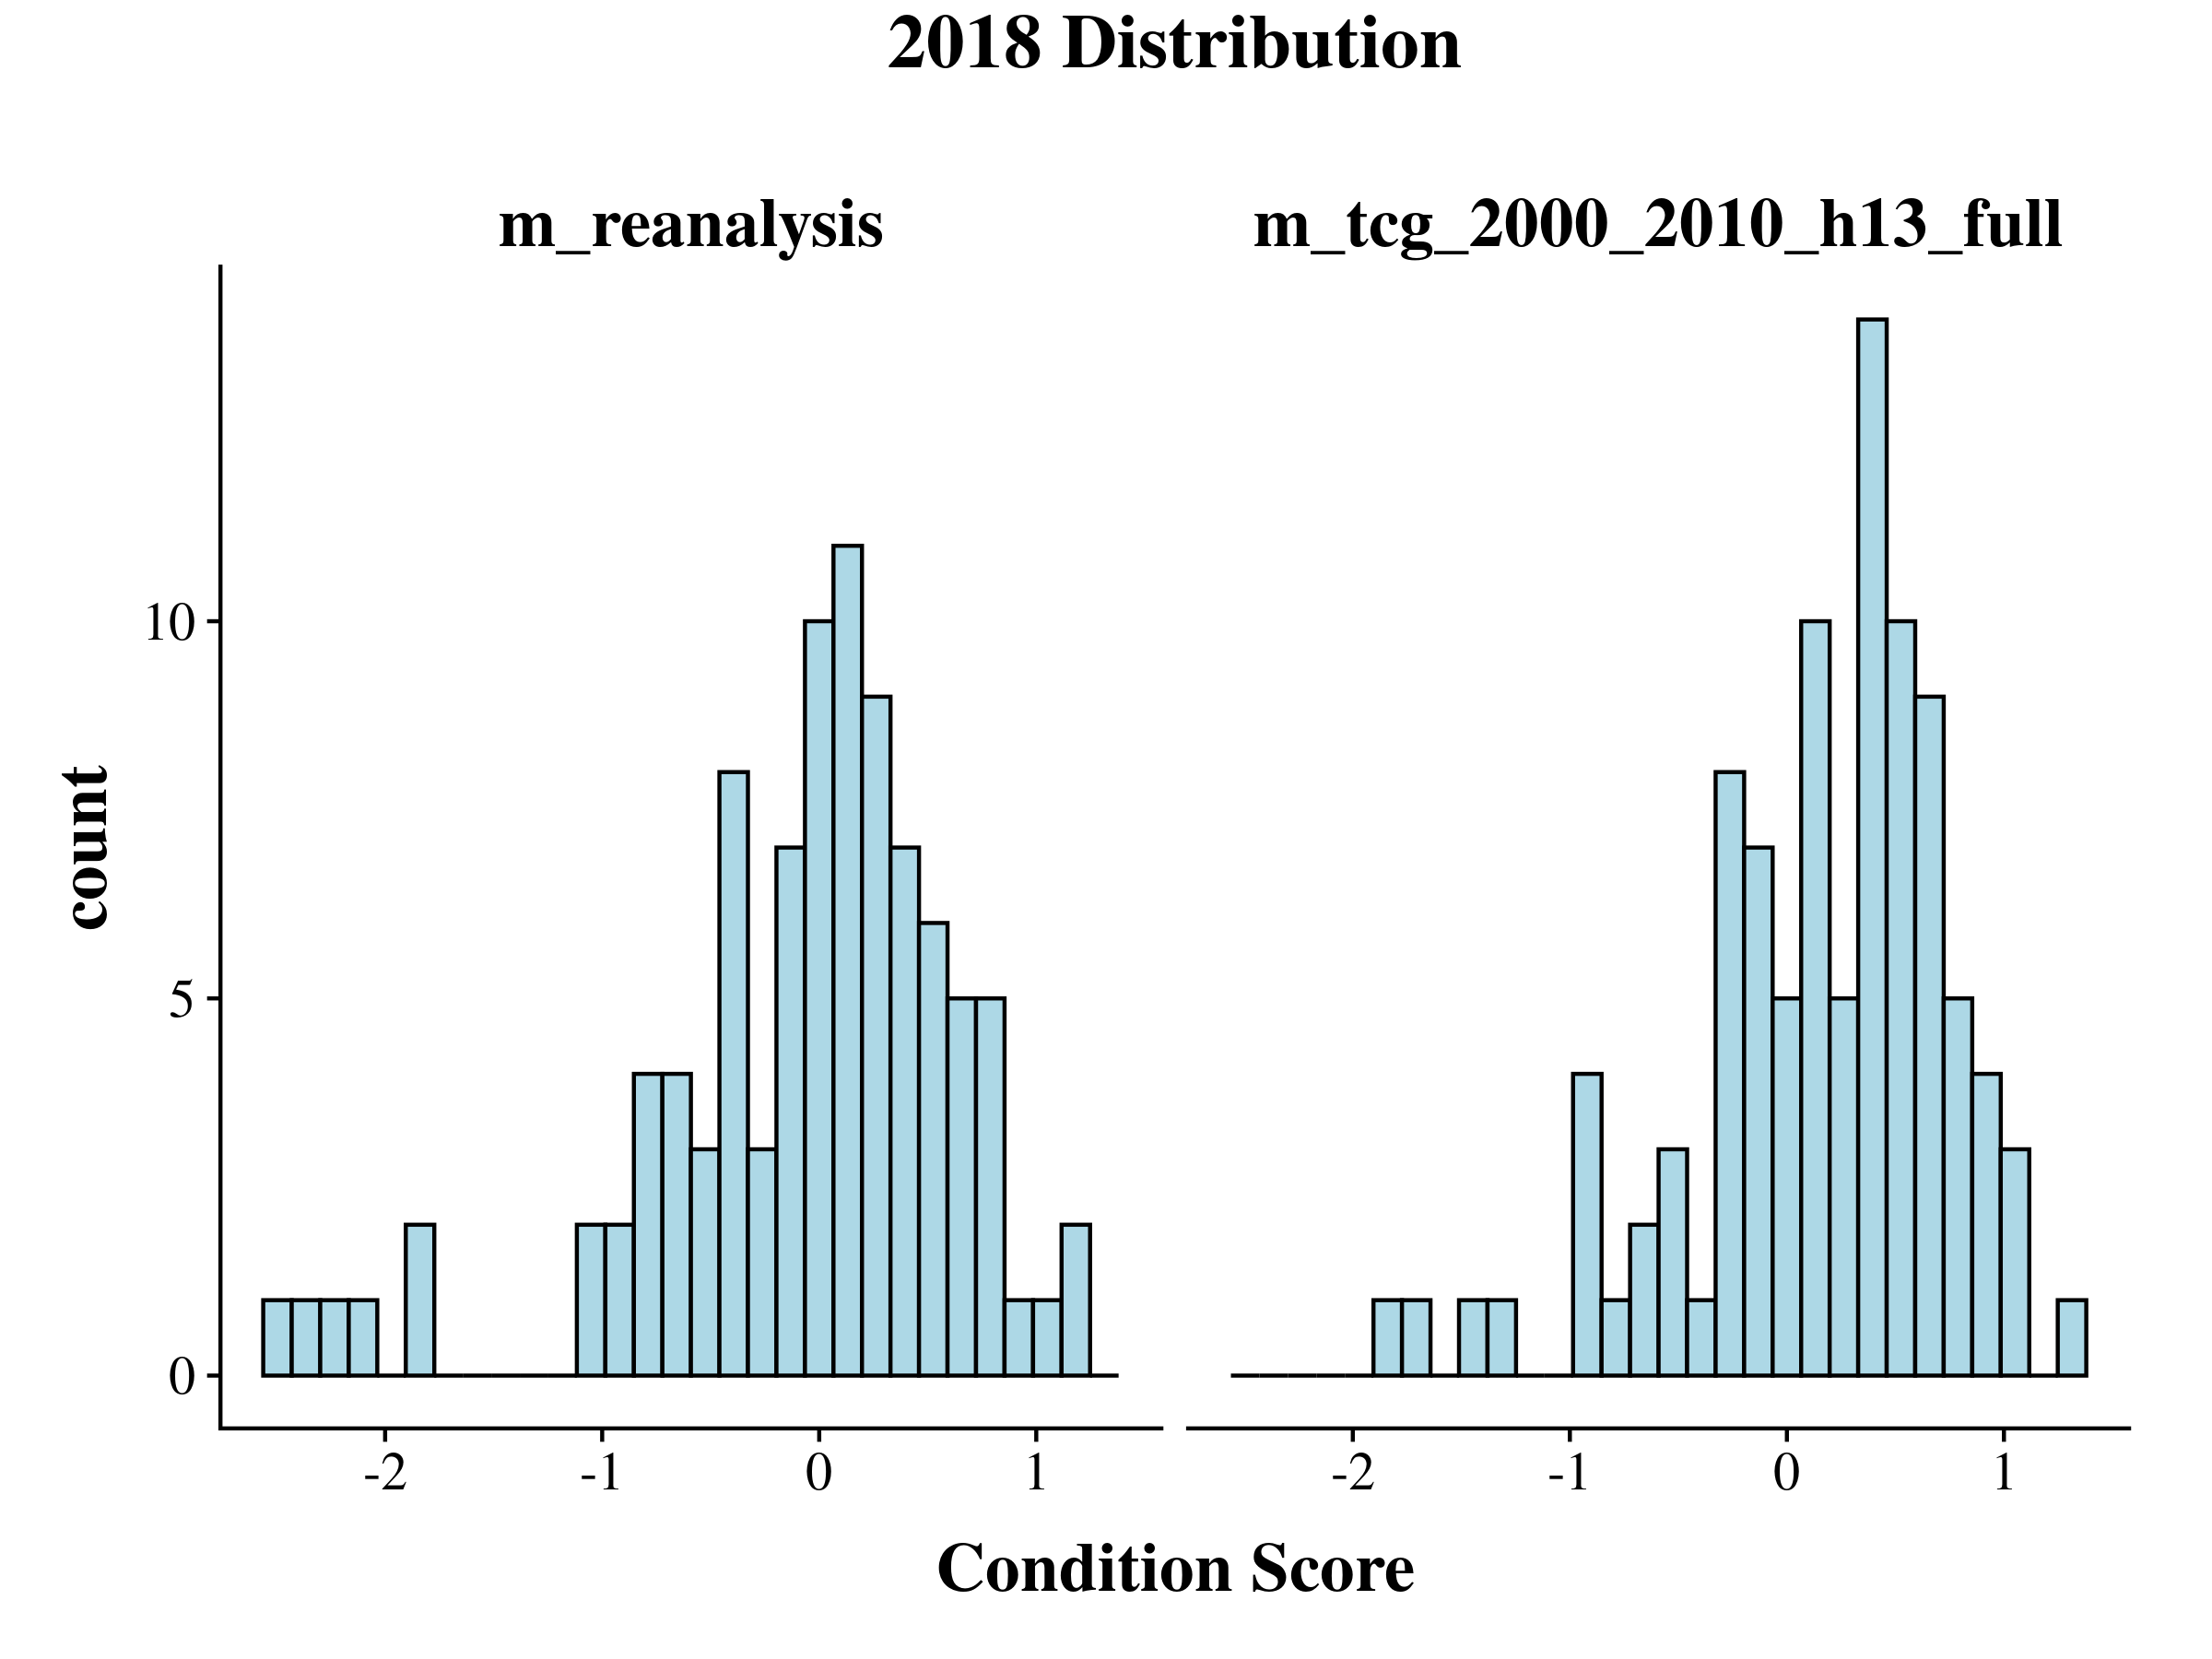 2018 Distribution
m_reanalysis
m_tcg_2000_2010_h13_full
count
10
5
0
-2 -1 0 1
-2 -1 0 1
Condition Score